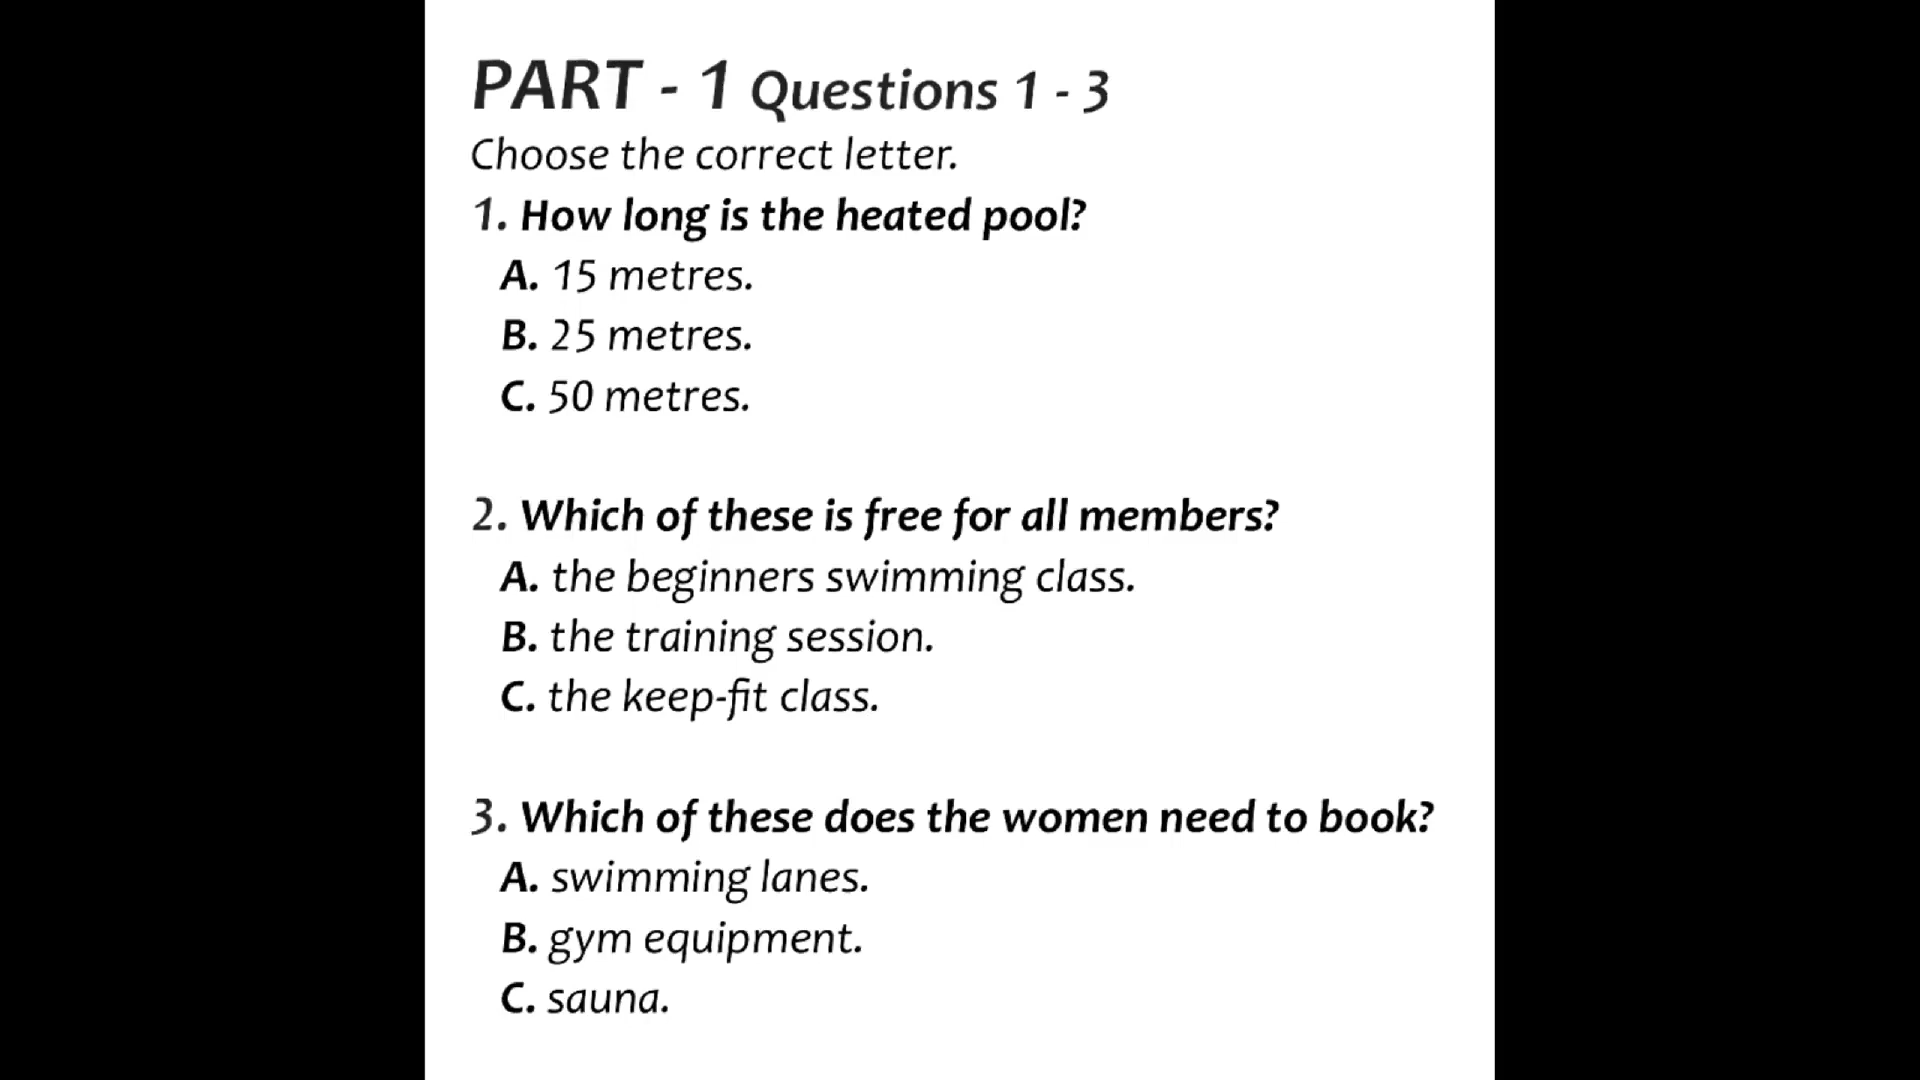 PART - 1 Questions 1 - 3
Choose the correct letter.
1. How long is the heated pool?
A. 15 metres.
B. 25 metres.
C. 50 metres.
2. Which of these is free for all members?
A. the beginners swimming class.
B. the training session.
C. the keep-fit class.
3. Which of these does the women need to book?
A. swimming lanes.
B. gym equipment.
C. sauna.